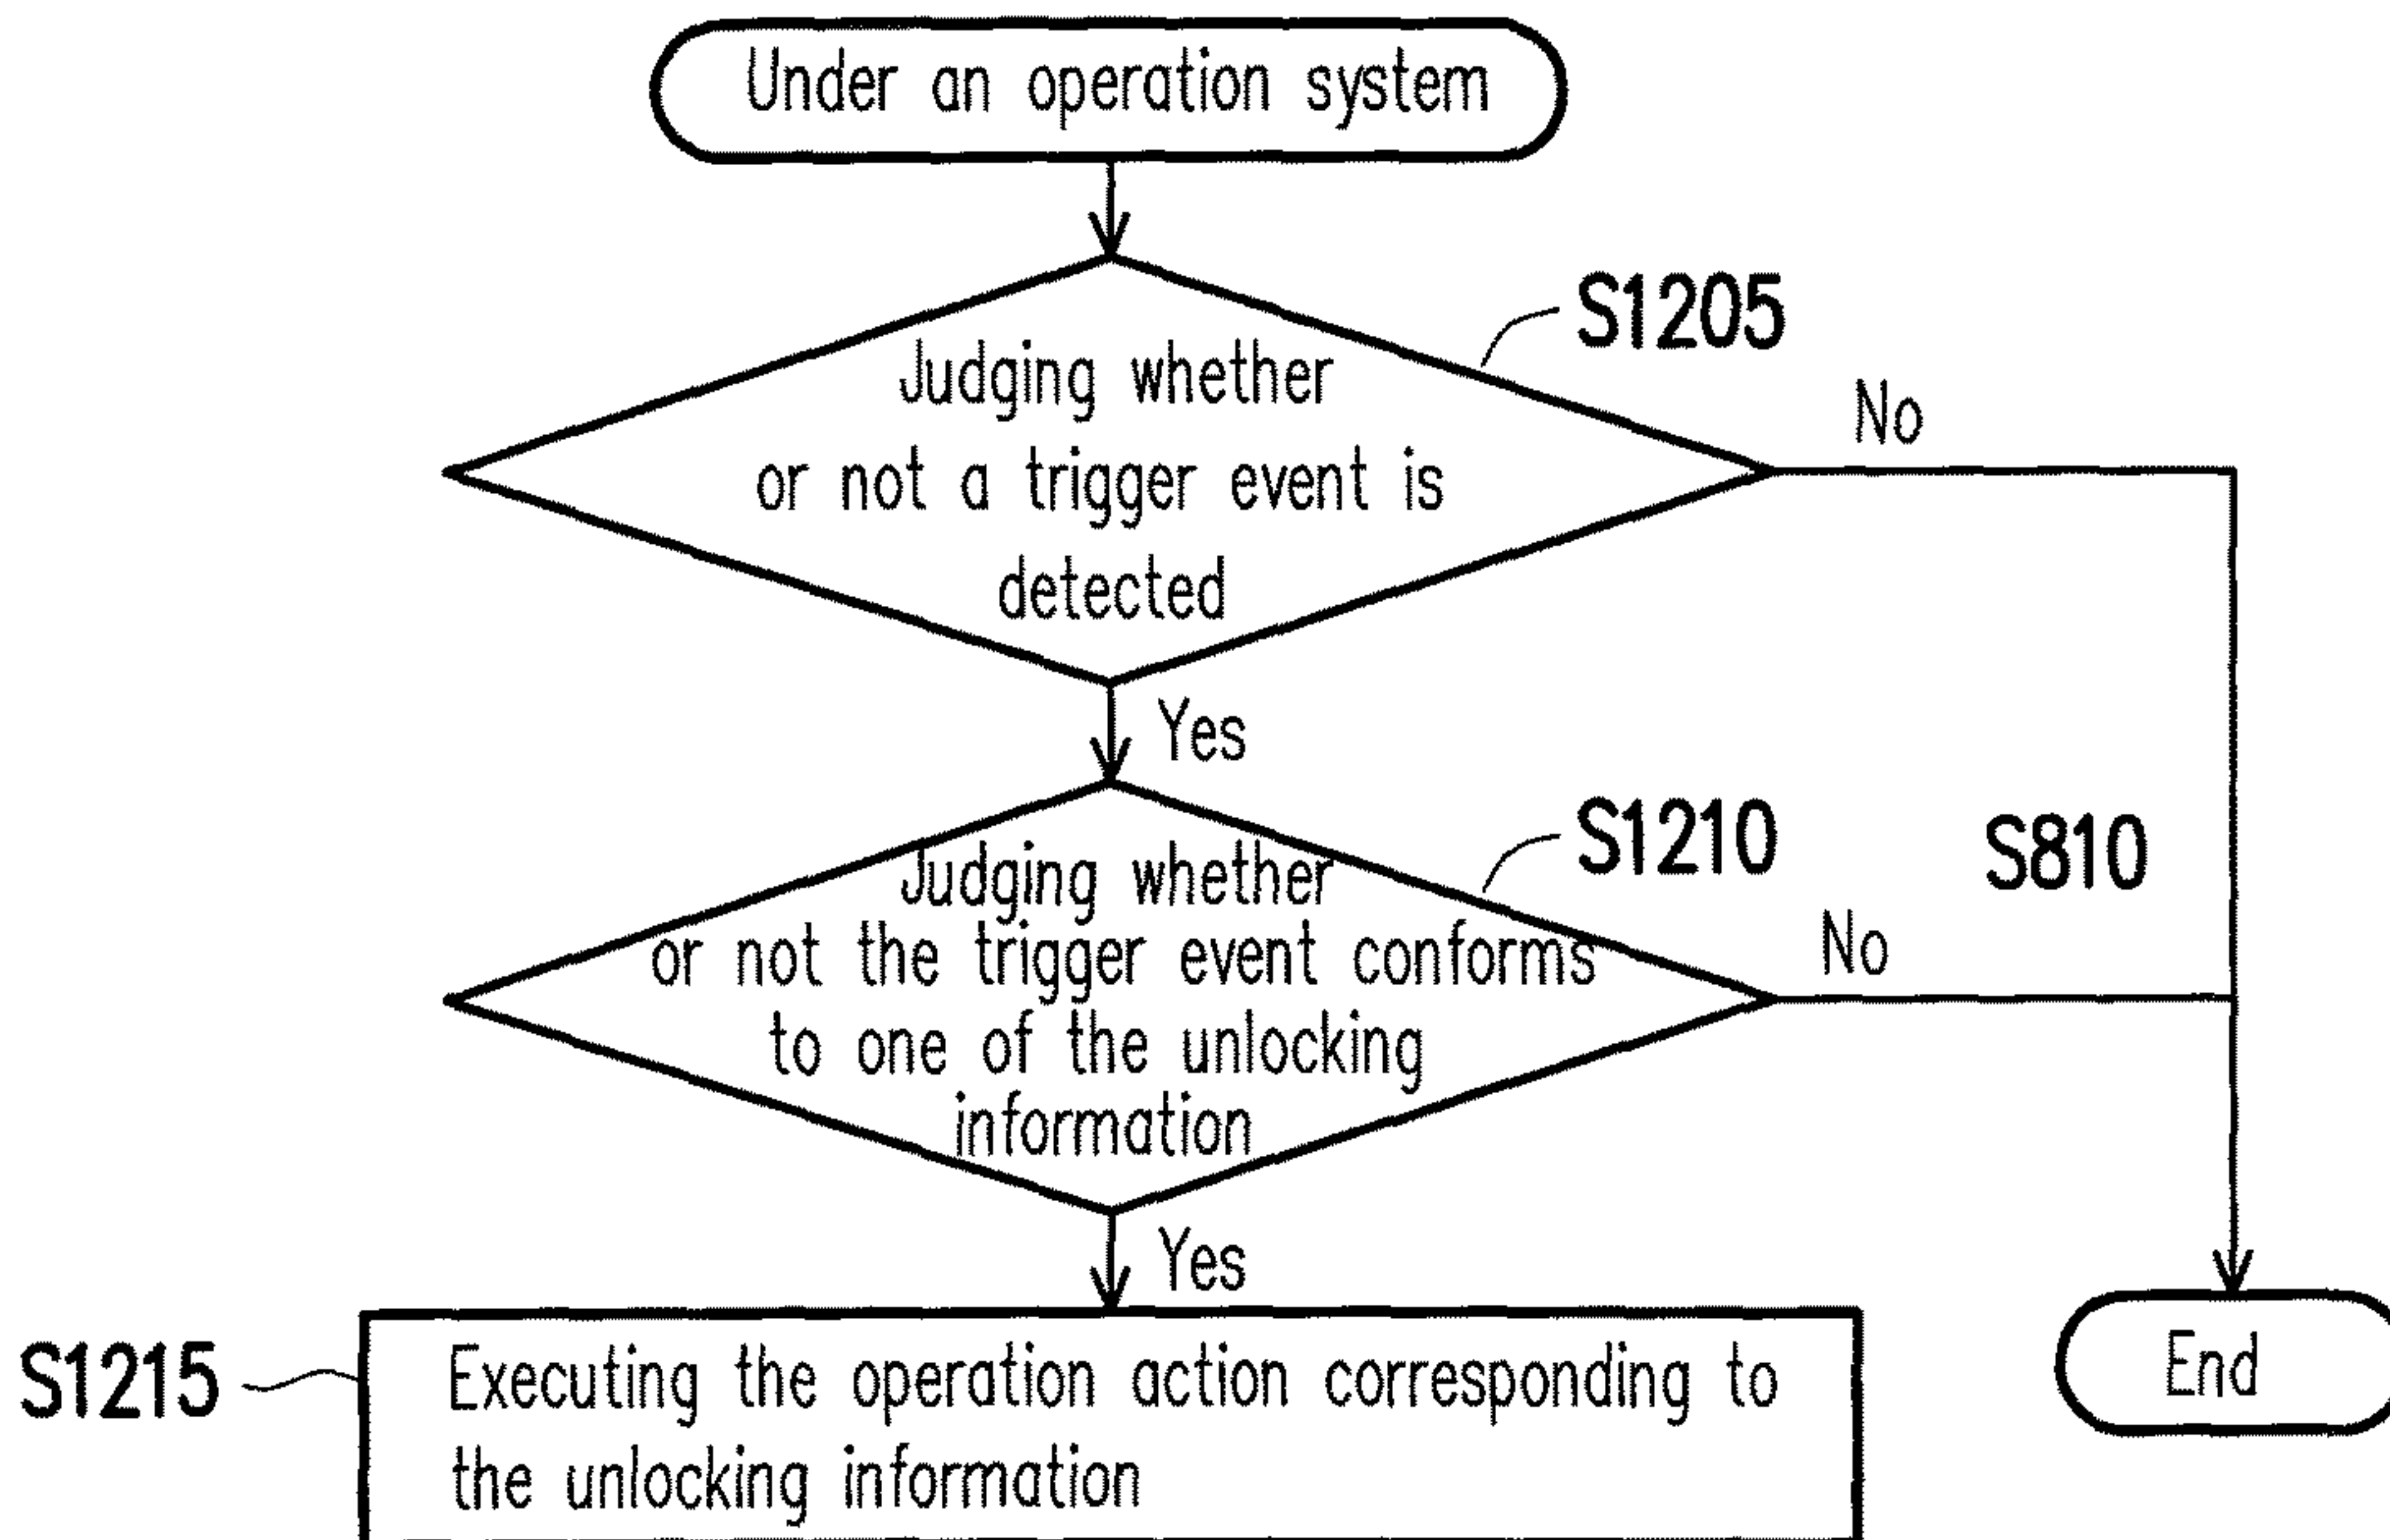 Under an operation system
S1205
Judging whether
or not a trigger event is
detected
No
Yes
S1210
S810
Judging whether
or not the trigger event conforms
to one of the unlocking
information
No
Yes
S1215
Executing the operation action corresponding to
the unlocking information
End